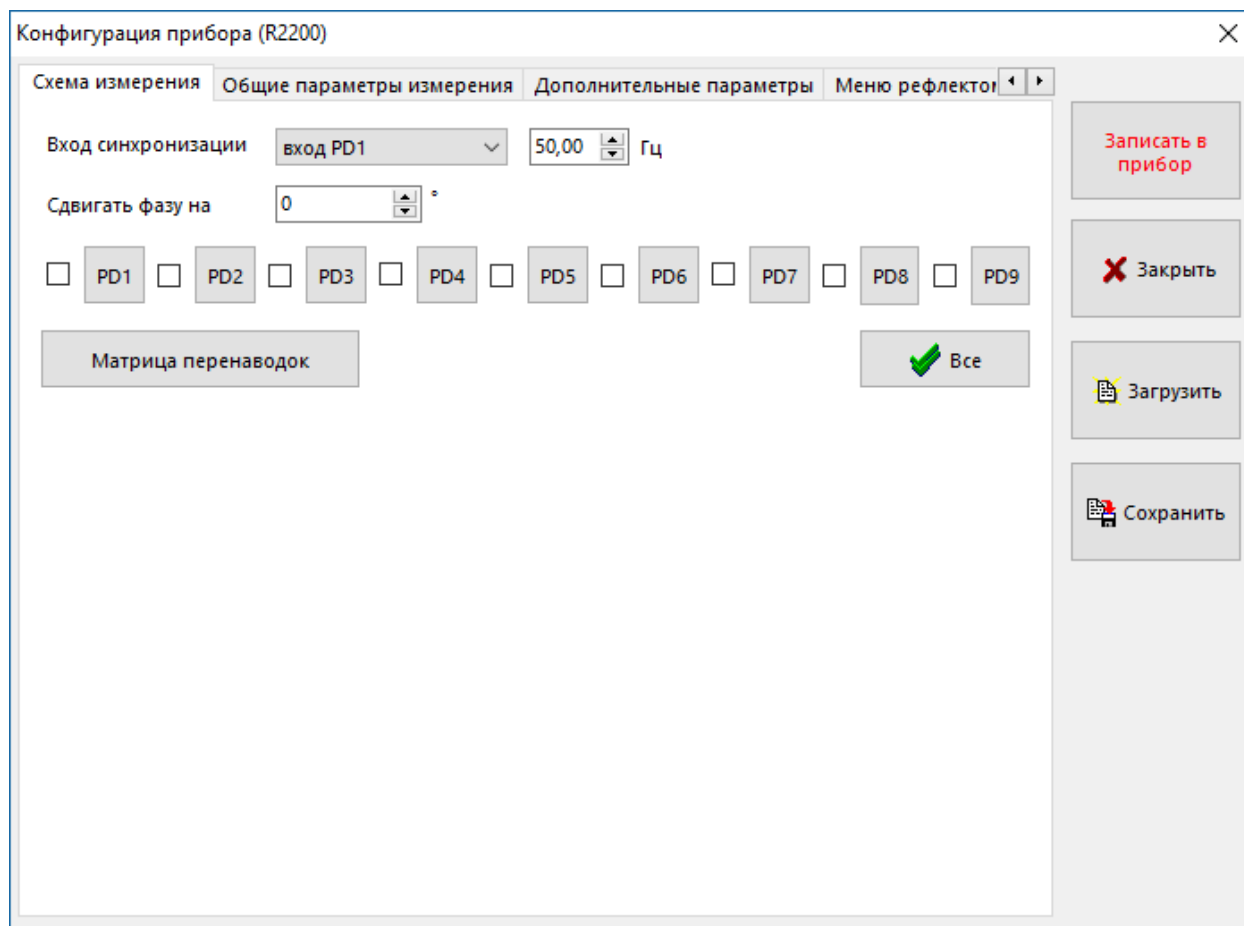 Конфигурация прибора (R2200)
Схема измерения Общие параметры измерения Дополнительные параметры Меню рефлектом
Вход синхронизации вход PD1 50,00 Гц
Сдвигать фазу на 0 °
PD1 PD2 PD3 PD4 PD5 PD6 PD7 PD8 PD9
Матрица перенаводок Все
Записать в
прибор
Закрыть
Загрузить
Сохранить